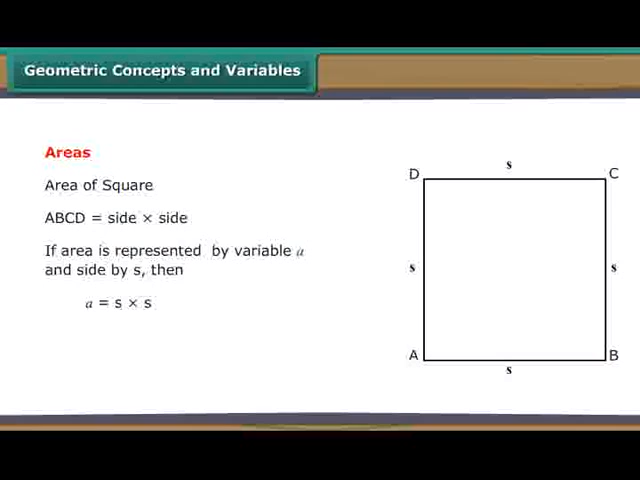 Geometric Concepts and Variables
Areas
Area of Square
ABCD = side × side
If area is represented by variable a
and side by s, then
a = s × s
s
D
C
s
s
A
B
s